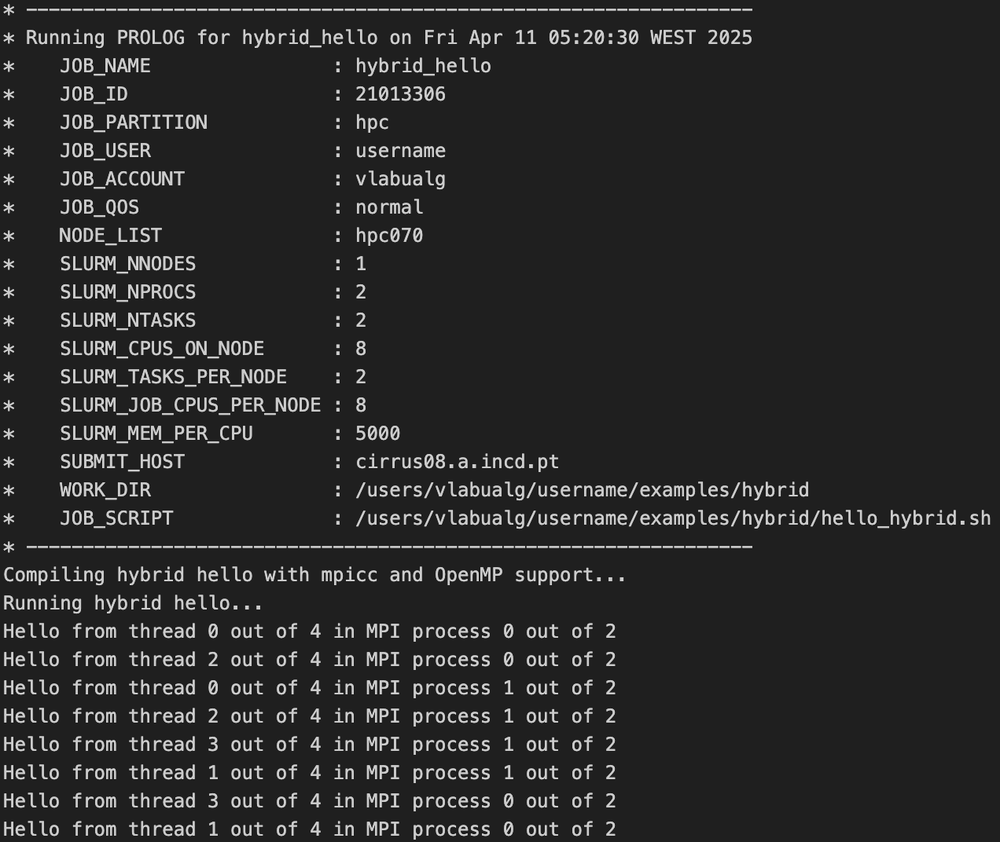 * ----------------------------------------------------------------
* Running PROLOG for hybrid_hello on Fri Apr 11 05:20:30 WEST 2025
*    JOB_NAME                : hybrid_hello
*    JOB_ID                  : 21013306
*    JOB_PARTITION           : hpc
*    JOB_USER                : username
*    JOB_ACCOUNT             : vlabualg
*    JOB_QOS                 : normal
*    NODE_LIST               : hpc070
*    SLURM_NNODES            : 1
*    SLURM_NPROCS            : 2
*    SLURM_NTASKS            : 2
*    SLURM_CPUS_ON_NODE      : 8
*    SLURM_TASKS_PER_NODE    : 2
*    SLURM_JOB_CPUS_PER_NODE : 8
*    SLURM_MEM_PER_CPU       : 5000
*    SUBMIT_HOST             : cirrus08.a.incd.pt
*    WORK_DIR                : /users/vlabualg/username/examples/hybrid
*    JOB_SCRIPT              : /users/vlabualg/username/examples/hybrid/hello_hybrid.sh
* ----------------------------------------------------------------
Compiling hybrid hello with mpicc and OpenMP support...
Running hybrid hello...
Hello from thread 0 out of 4 in MPI process 0 out of 2
Hello from thread 2 out of 4 in MPI process 0 out of 2
Hello from thread 0 out of 4 in MPI process 1 out of 2
Hello from thread 2 out of 4 in MPI process 1 out of 2
Hello from thread 3 out of 4 in MPI process 1 out of 2
Hello from thread 1 out of 4 in MPI process 1 out of 2
Hello from thread 3 out of 4 in MPI process 0 out of 2
Hello from thread 1 out of 4 in MPI process 0 out of 2